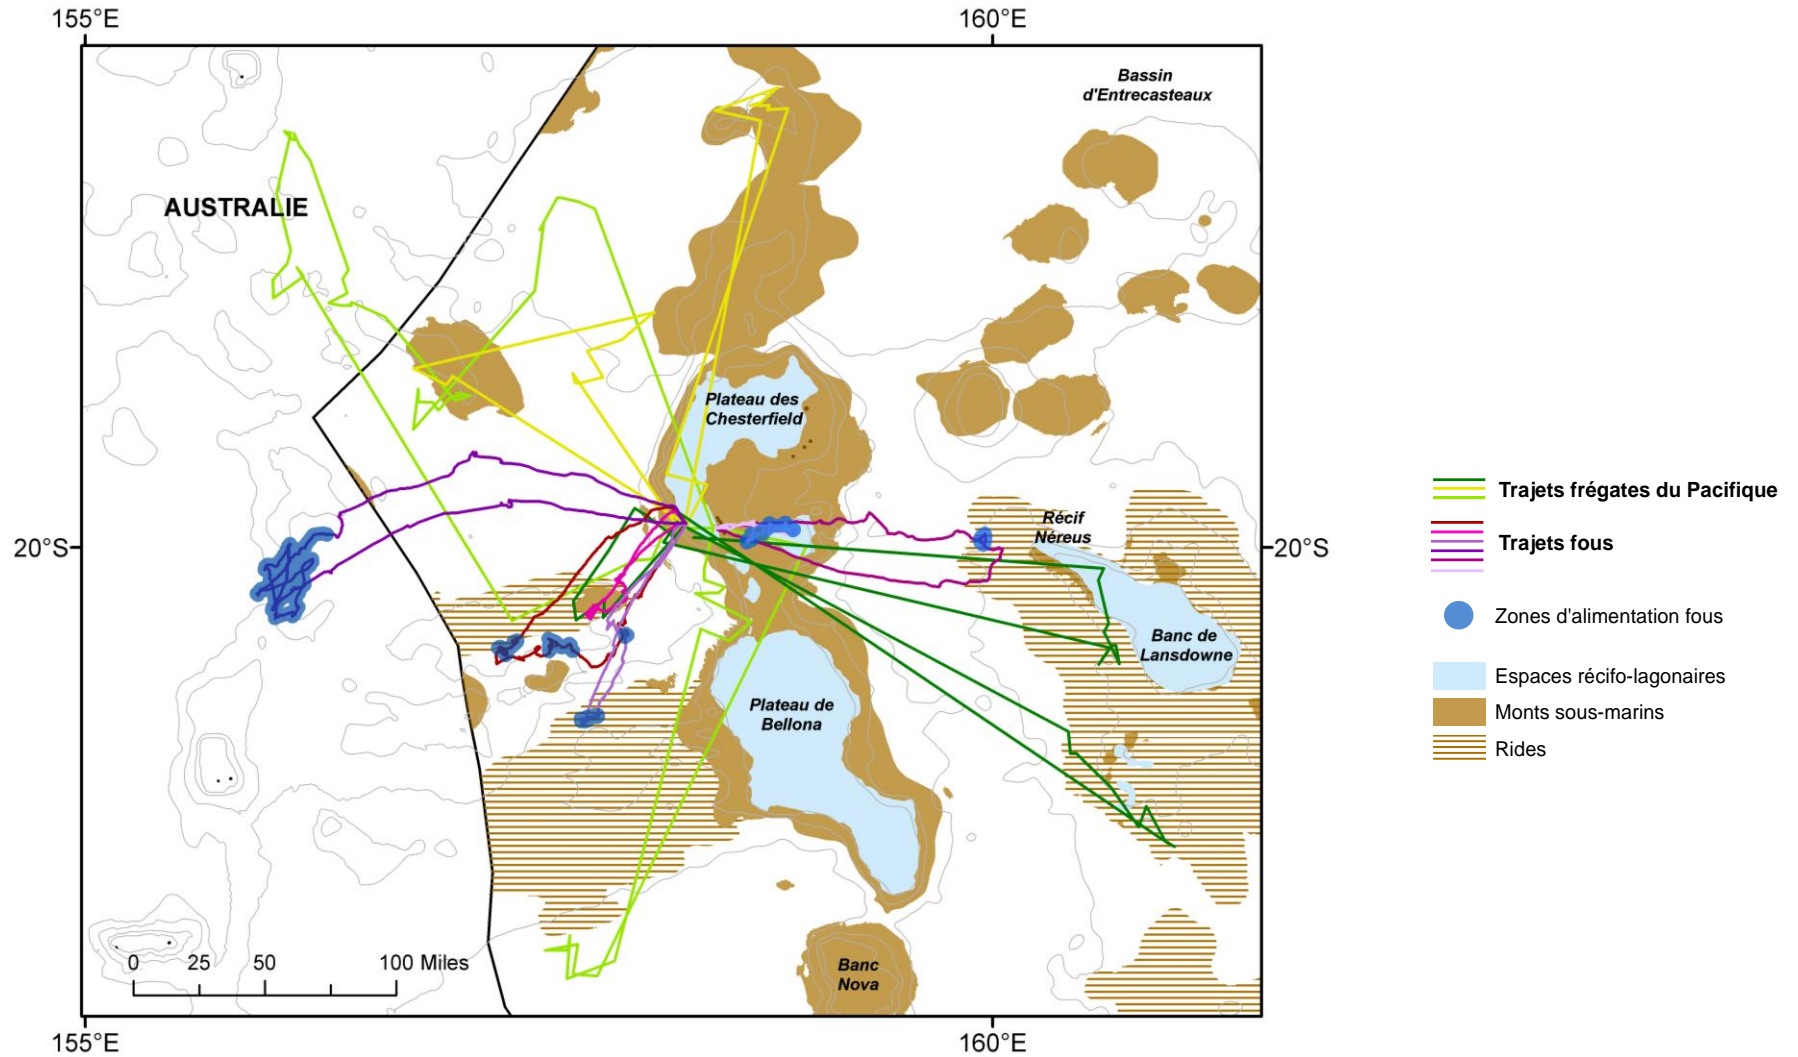 155°E
160°E
Bassin
d'Entrecasteaux
AUSTRALIE
Plateau des
Chesterfield
Trajets frégates du Pacifique
Récif
Néreus
20°S
20°S
Trajets fous
Zones d'alimentation fous
Banc de
Lansdowne
Espaces récifo-lagonaires
Plateau de
Bellona
Monts sous-marins
Rides
0 25 50 100 Miles
Banc
Nova
155°E
160°E